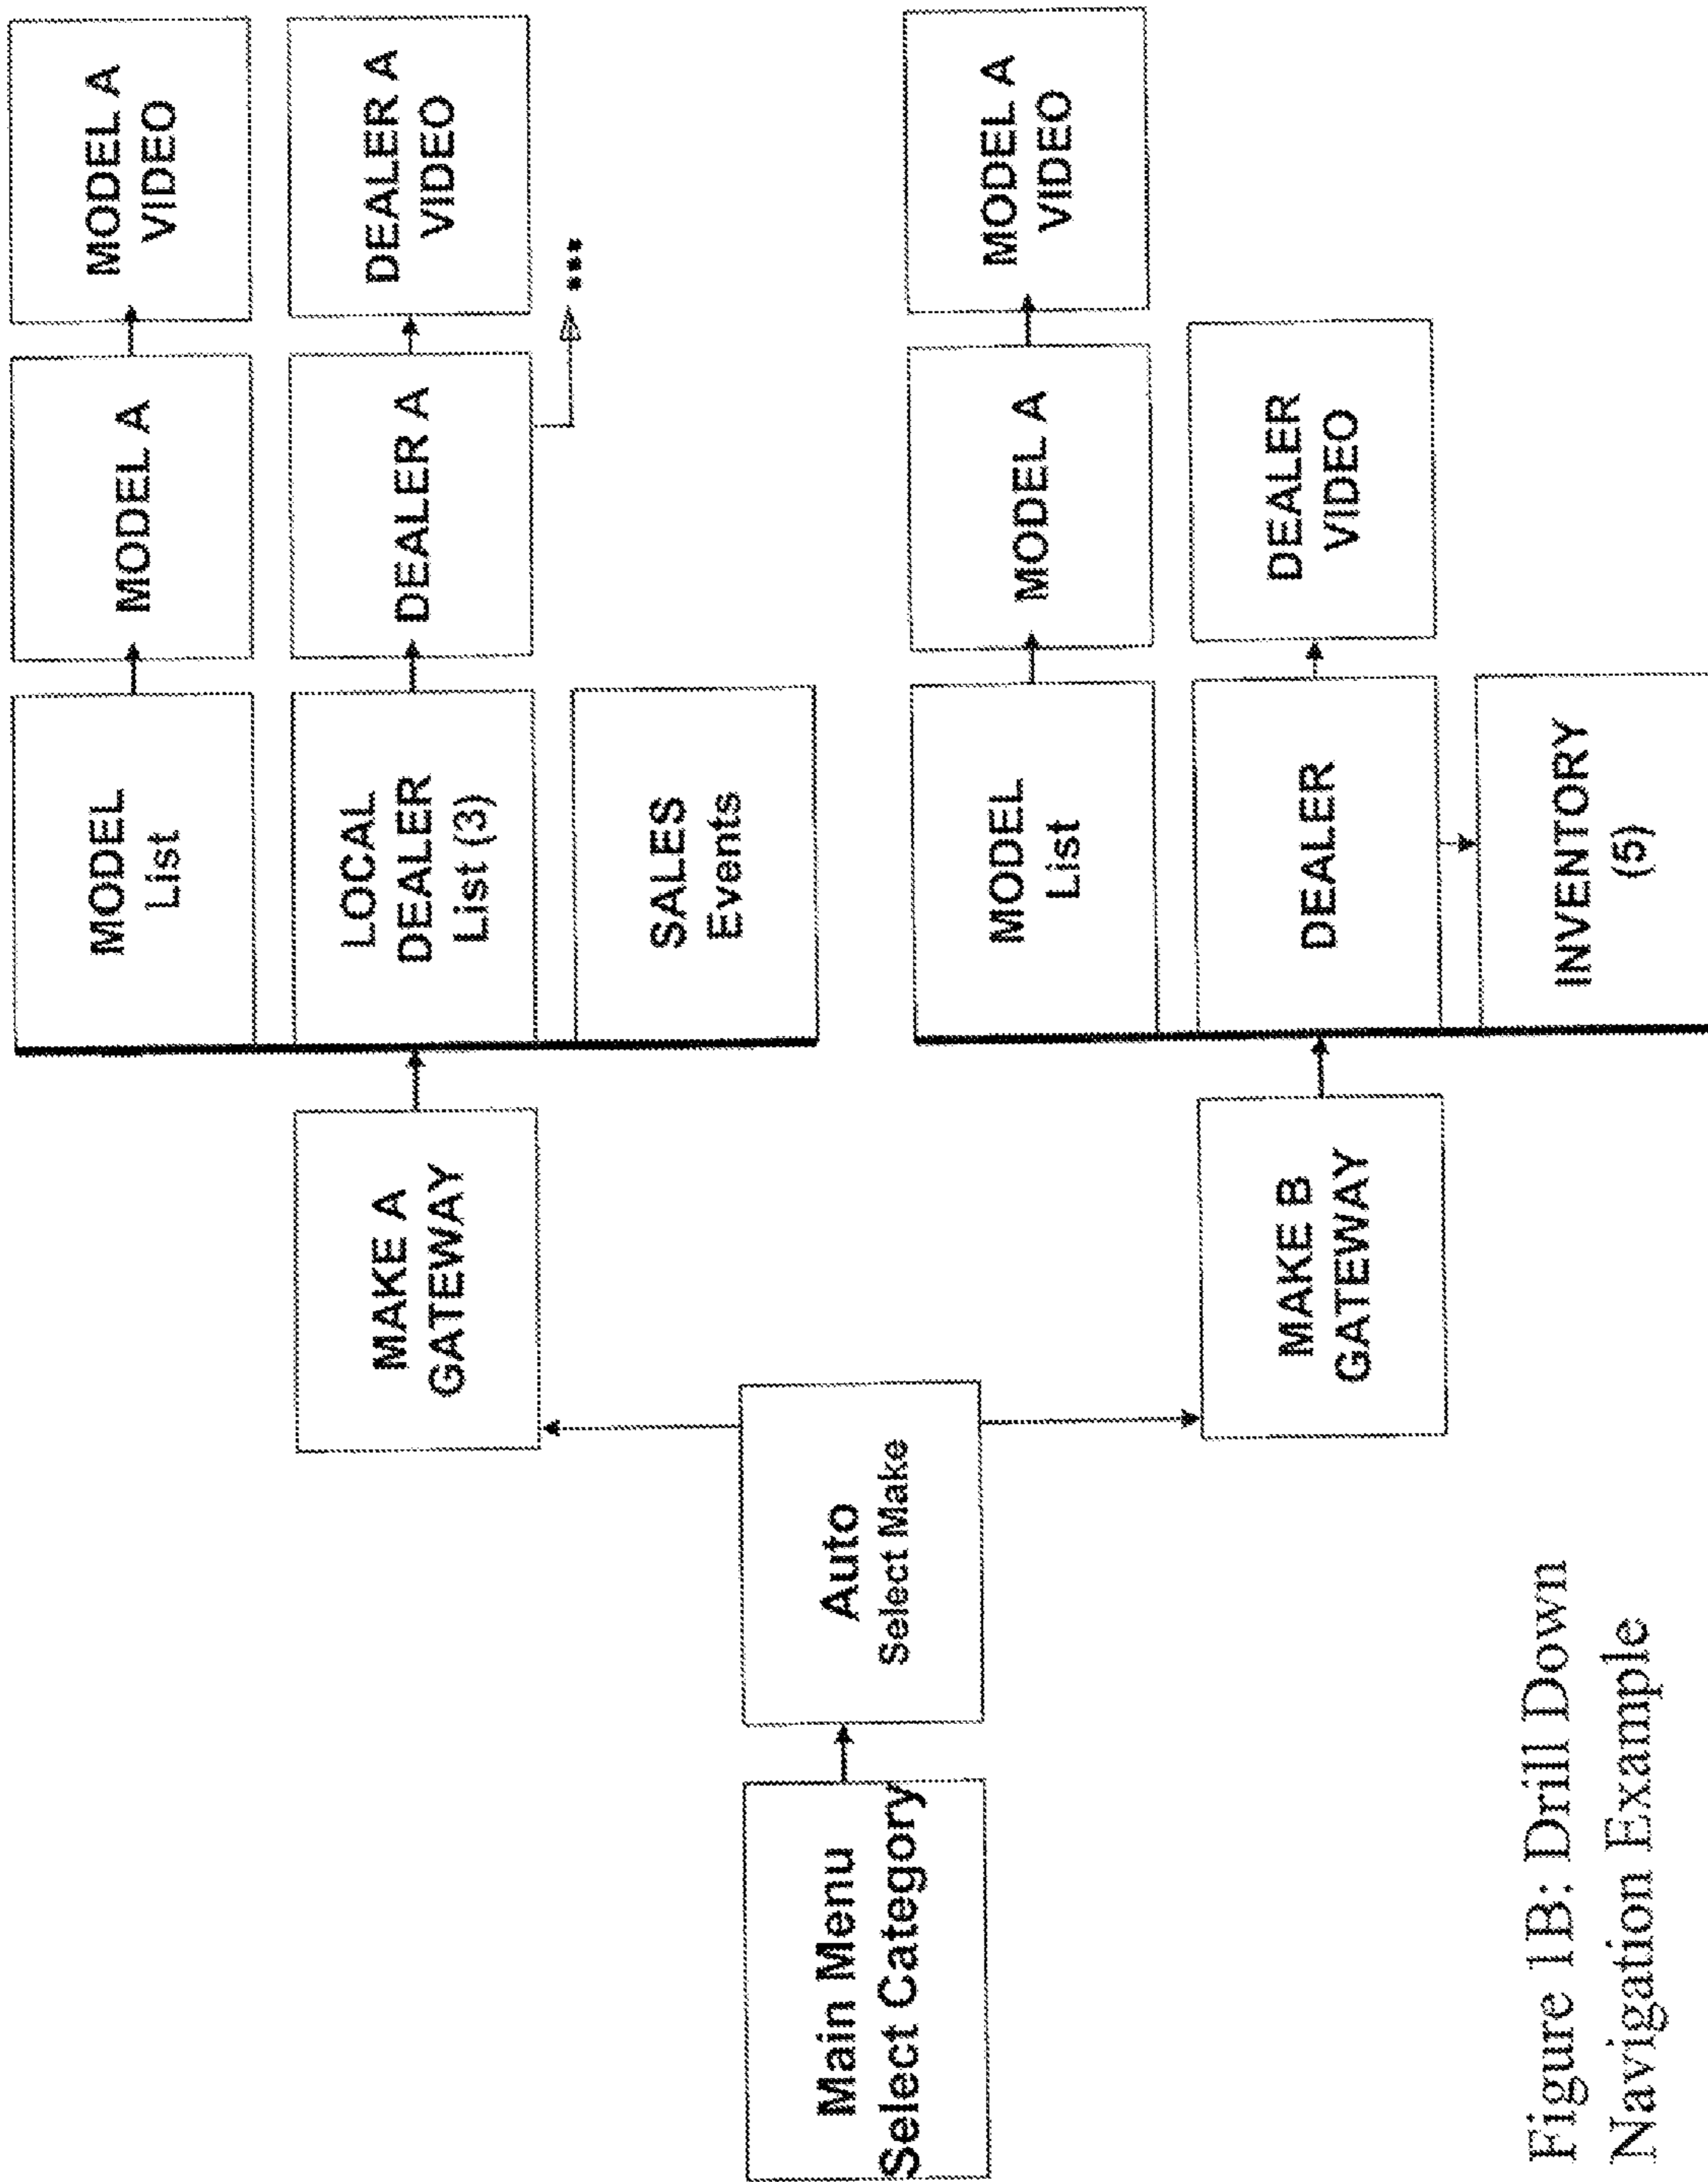 Main Menu
Select Category
Auto
Select Make
MAKE A
GATEWAY
MODEL
List
MODEL A
MODEL A
VIDEO
LOCAL
DEALER
List (3)
DEALER A
DEALER A
VIDEO
...
SALES
Events
MAKE B
GATEWAY
MODEL
List
MODEL A
MODEL A
VIDEO
DEALER
DEALER
VIDEO
INVENTORY
(5)
Figure 1B: Drill Down
Navigation Example